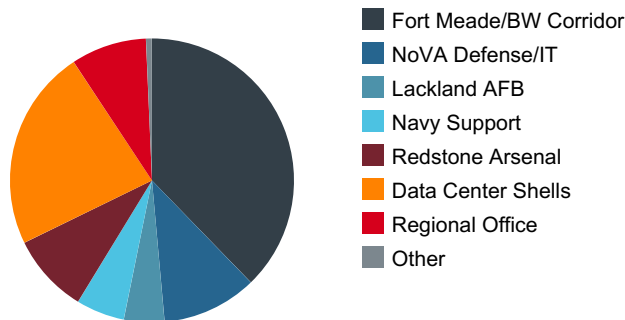 Fort Meade/BW Corridor
NoVA Defense/IT
Lackland AFB
Navy Support
Redstone Arsenal
Data Center Shells
Regional Office
Other